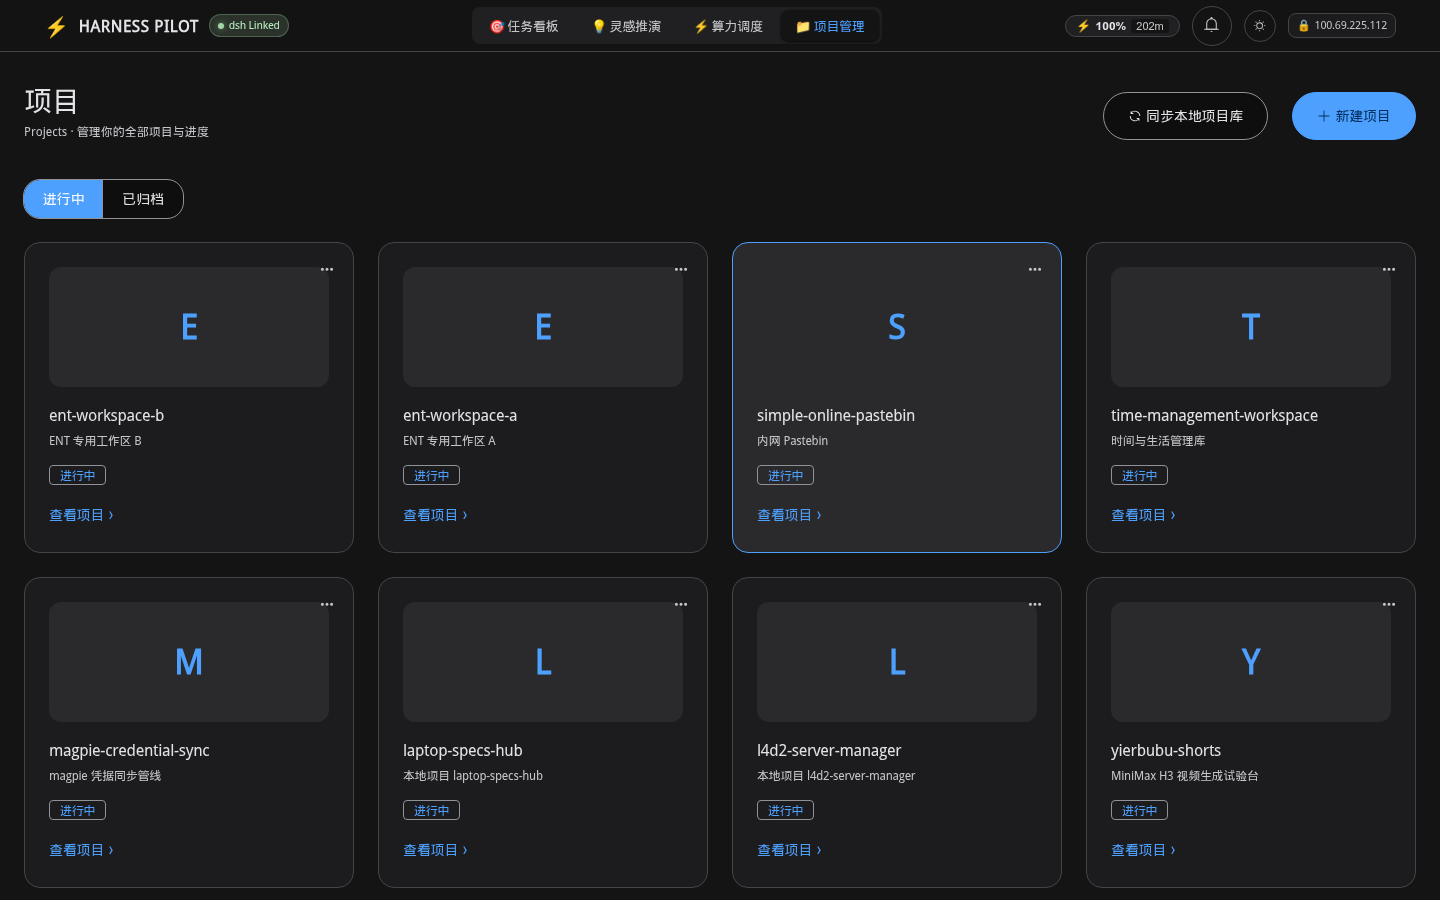 ⚡ HARNESS PILOT dsh Linked
🎯 任务看板 💡 灵感推演 ⚡ 算力调度 📁 项目管理
⚡ 100% 202m
🔒 100.69.225.112
项目
Projects · 管理你的全部项目与进度
同步本地项目库
+ 新建项目
进行中 已归档
E
ent-workspace-b
ENT 专用工作区 B
进行中
查看项目 ›
E
ent-workspace-a
ENT 专用工作区 A
进行中
查看项目 ›
S
simple-online-pastebin
内网 Pastebin
进行中
查看项目 ›
T
time-management-workspace
时间与生活管理库
进行中
查看项目 ›
M
magpie-credential-sync
magpie 凭据同步管线
进行中
查看项目 ›
L
laptop-specs-hub
本地项目 laptop-specs-hub
进行中
查看项目 ›
L
l4d2-server-manager
本地项目 l4d2-server-manager
进行中
查看项目 ›
Y
yierbubu-shorts
MiniMax H3 视频生成试验台
进行中
查看项目 ›